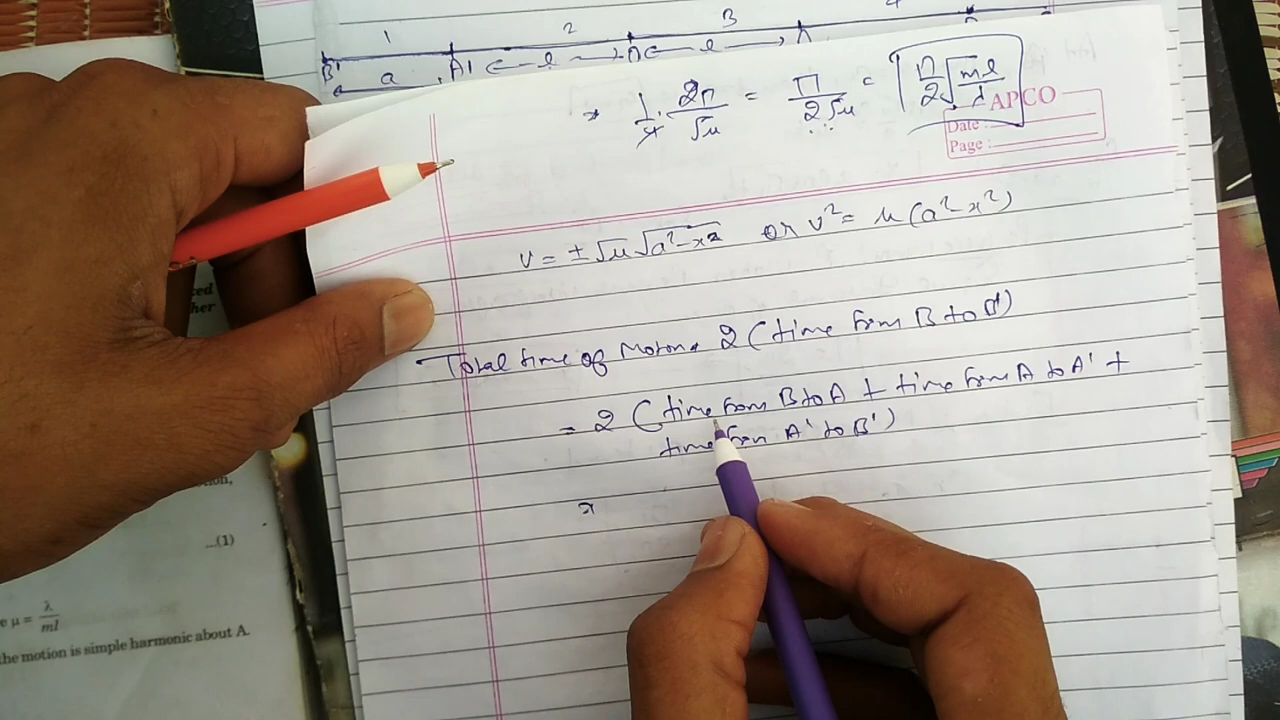 1 2 3 4
B' a A' ← l → A ← l → A
= 1/4 · 2π/√μ = π/2√μ = π/2 √ml/λ
APCO
Date
Page
v = ± √μ √a²-x² or v² = μ(a²-x²)
Total time of Motion = 2 (time from B to B')
= 2 (time from B to A + time from A to A' +
time from A' to B')
=
...(1)
μ = λ/ml
the motion is simple harmonic about A.